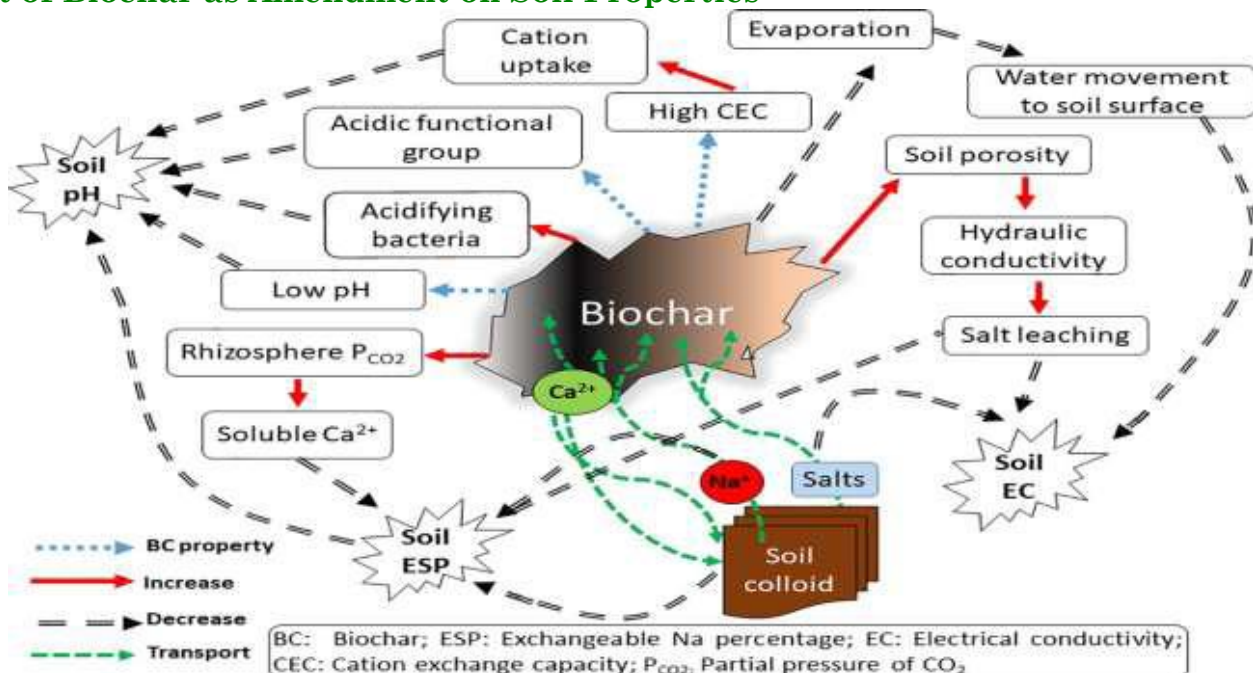 t of Biochar as Amendment on Soil Properties
Evaporation
Cation
uptake
Water movement
to soil surface
High CEC
Acidic functional
group
Soil porosity
Soil
pH
Acidifying
bacteria
Hydraulic
conductivity
Low pH
Biochar
Salt leaching
Rhizosphere P_CO2
Ca²⁺
Soluble Ca²⁺
Na⁺
Salts
Soil
EC
Soil
ESP
Soil
colloid
BC property
Increase
Decrease
Transport
BC: Biochar; ESP: Exchangeable Na percentage; EC: Electrical conductivity;
CEC: Cation exchange capacity; P_CO2. Partial pressure of CO₂